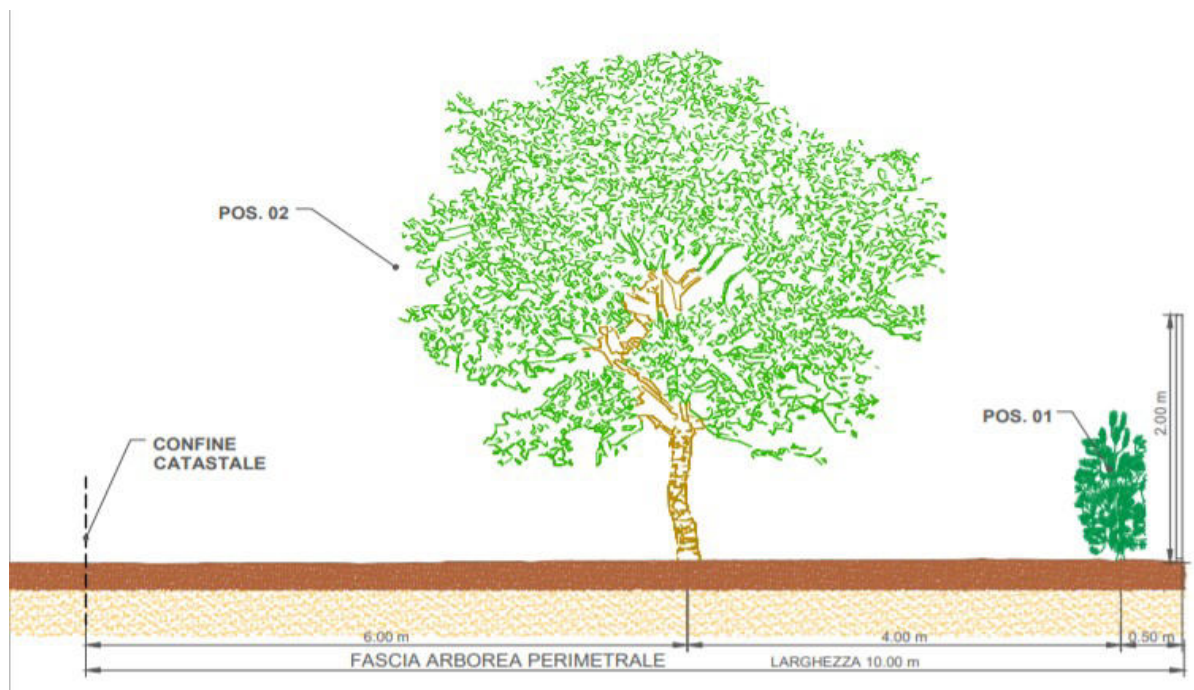 POS. 02
POS. 01
2.00 m
CONFINE
CATASTALE
6.00 m
4.00 m
0.50 m
FASCIA ARBOREA PERIMETRALE
LARGHEZZA 10.00 m